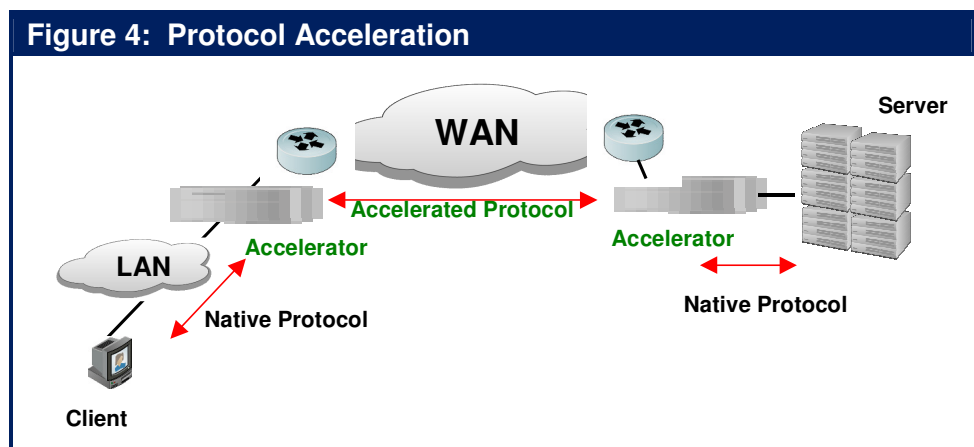 Figure 4: Protocol Acceleration
WAN
Server
Accelerated Protocol
Accelerator
Accelerator
LAN
Native Protocol
Native Protocol
Client